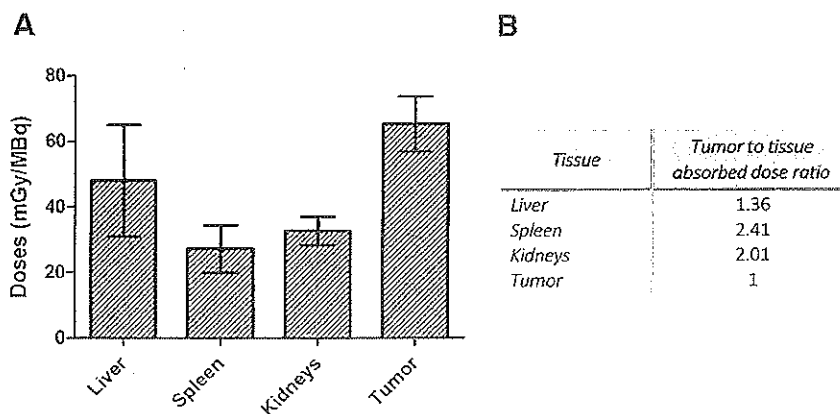 A
Doses (mGy/MBq)
80
60
40
20
0
Liver
Spleen
Kidneys
Tumor
B
Tissue
Tumor to tissue
absorbed dose ratio
Liver 1.36
Spleen 2.41
Kidneys 2.01
Tumor 1